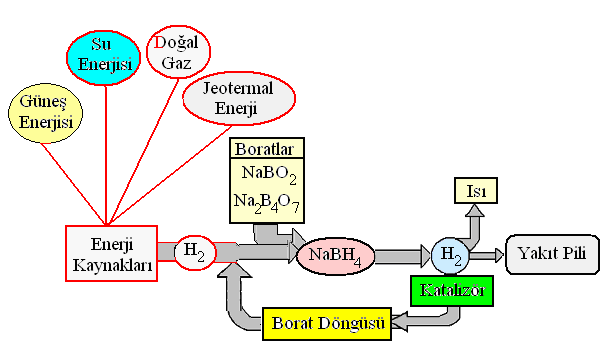 Su
Enerjisi
Doğal
Gaz
Güneş
Enerjisi
Jeotermal
Enerji
Boratlar
NaBO2
Na2B4O7
Isı
Enerji
Kaynakları
H2
NaBH4
H2
Yakıt Pili
Katalizör
Borat Döngüsü